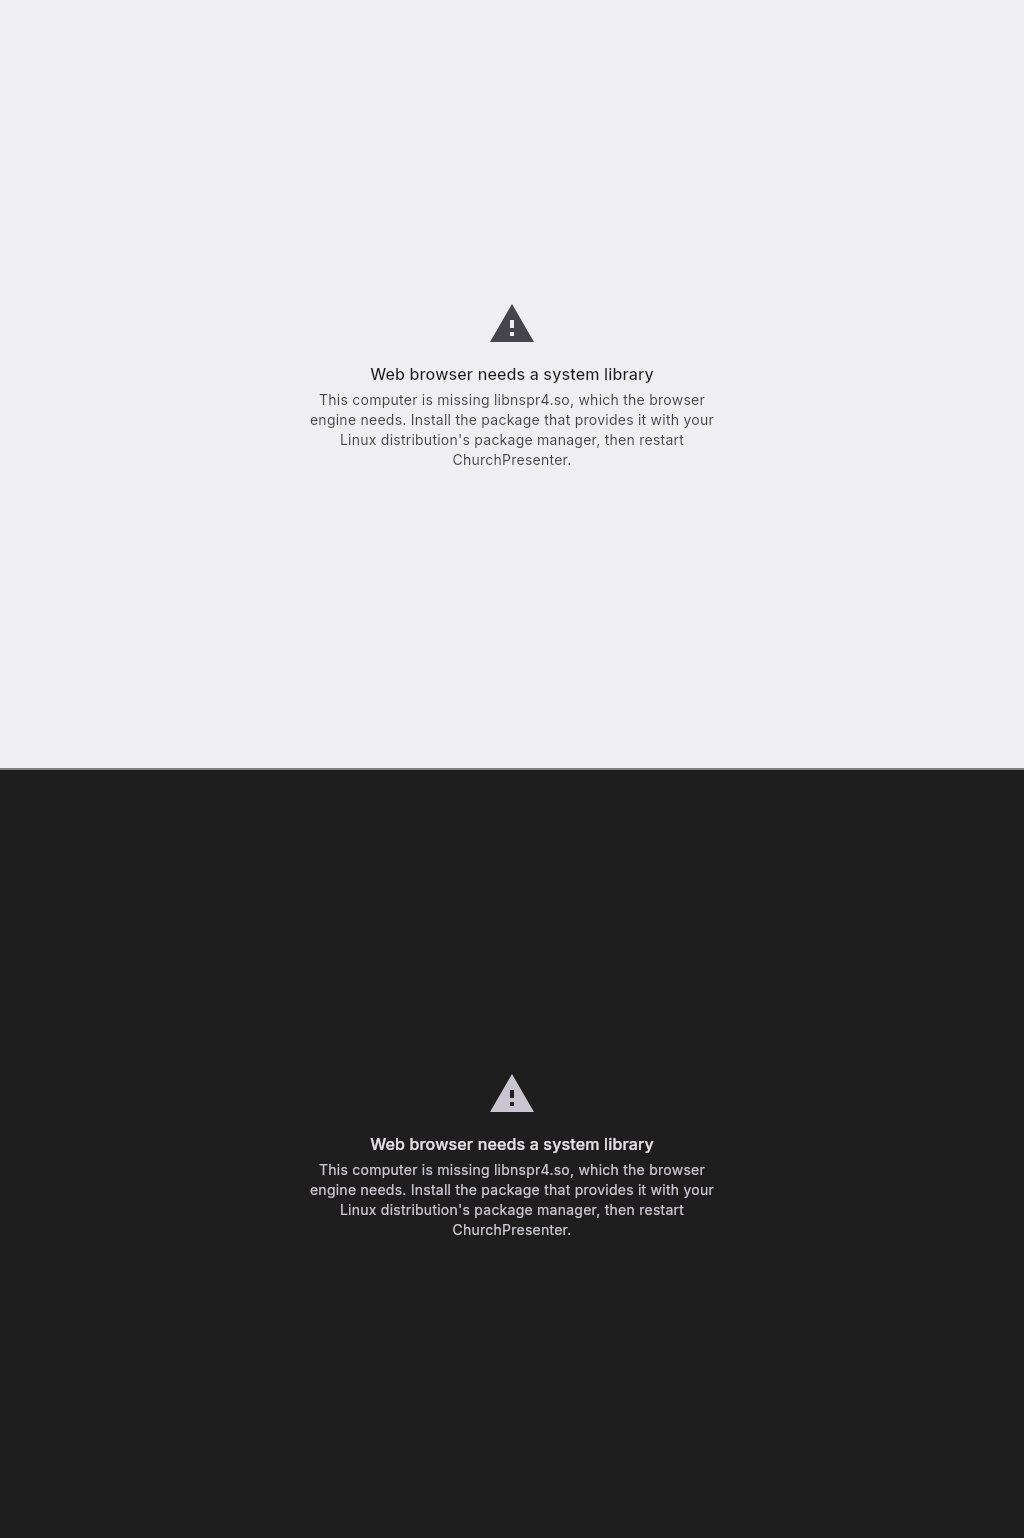 Web browser needs a system library
This computer is missing libnspr4.so, which the browser
engine needs. Install the package that provides it with your
Linux distribution's package manager, then restart
ChurchPresenter.
Web browser needs a system library
This computer is missing libnspr4.so, which the browser
engine needs. Install the package that provides it with your
Linux distribution's package manager, then restart
ChurchPresenter.